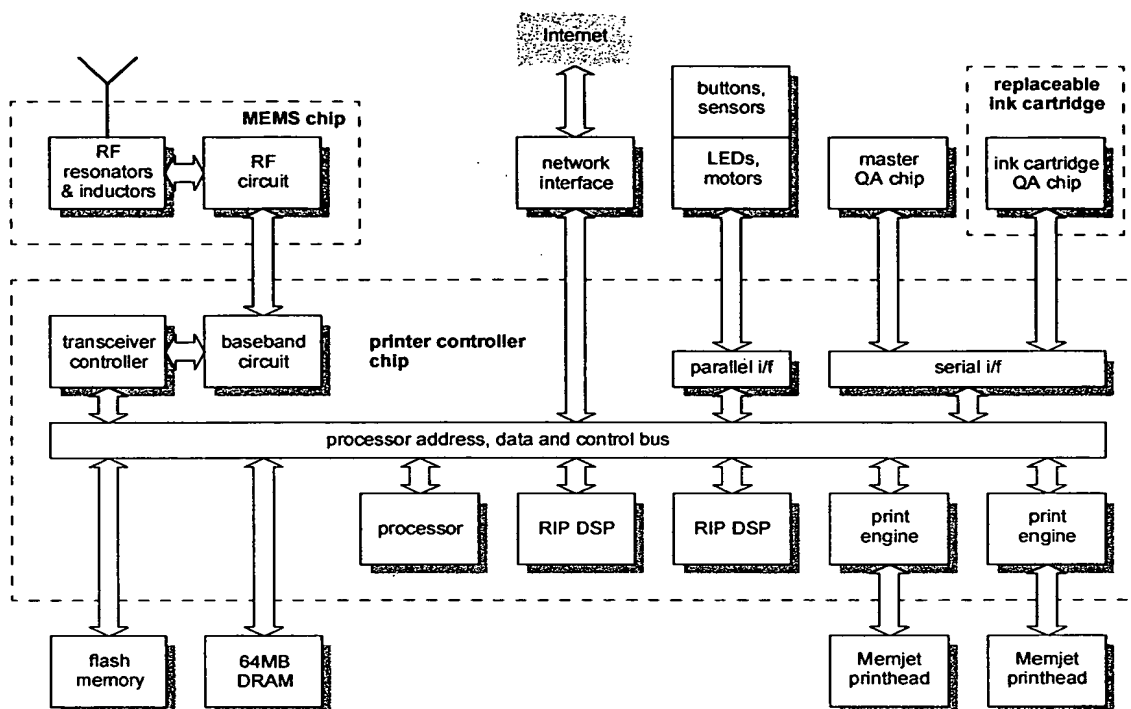 Internet
MEMS chip
RF
resonators
& inductors
RF
circuit
network
interface
buttons,
sensors
LEDs,
motors
master
QA chip
replaceable
ink cartridge
ink cartridge
QA chip
transceiver
controller
baseband
circuit
printer controller
chip
parallel i/f
serial i/f
processor address, data and control bus
processor
RIP DSP
RIP DSP
print
engine
print
engine
flash
memory
64MB
DRAM
Memjet
printhead
Memjet
printhead